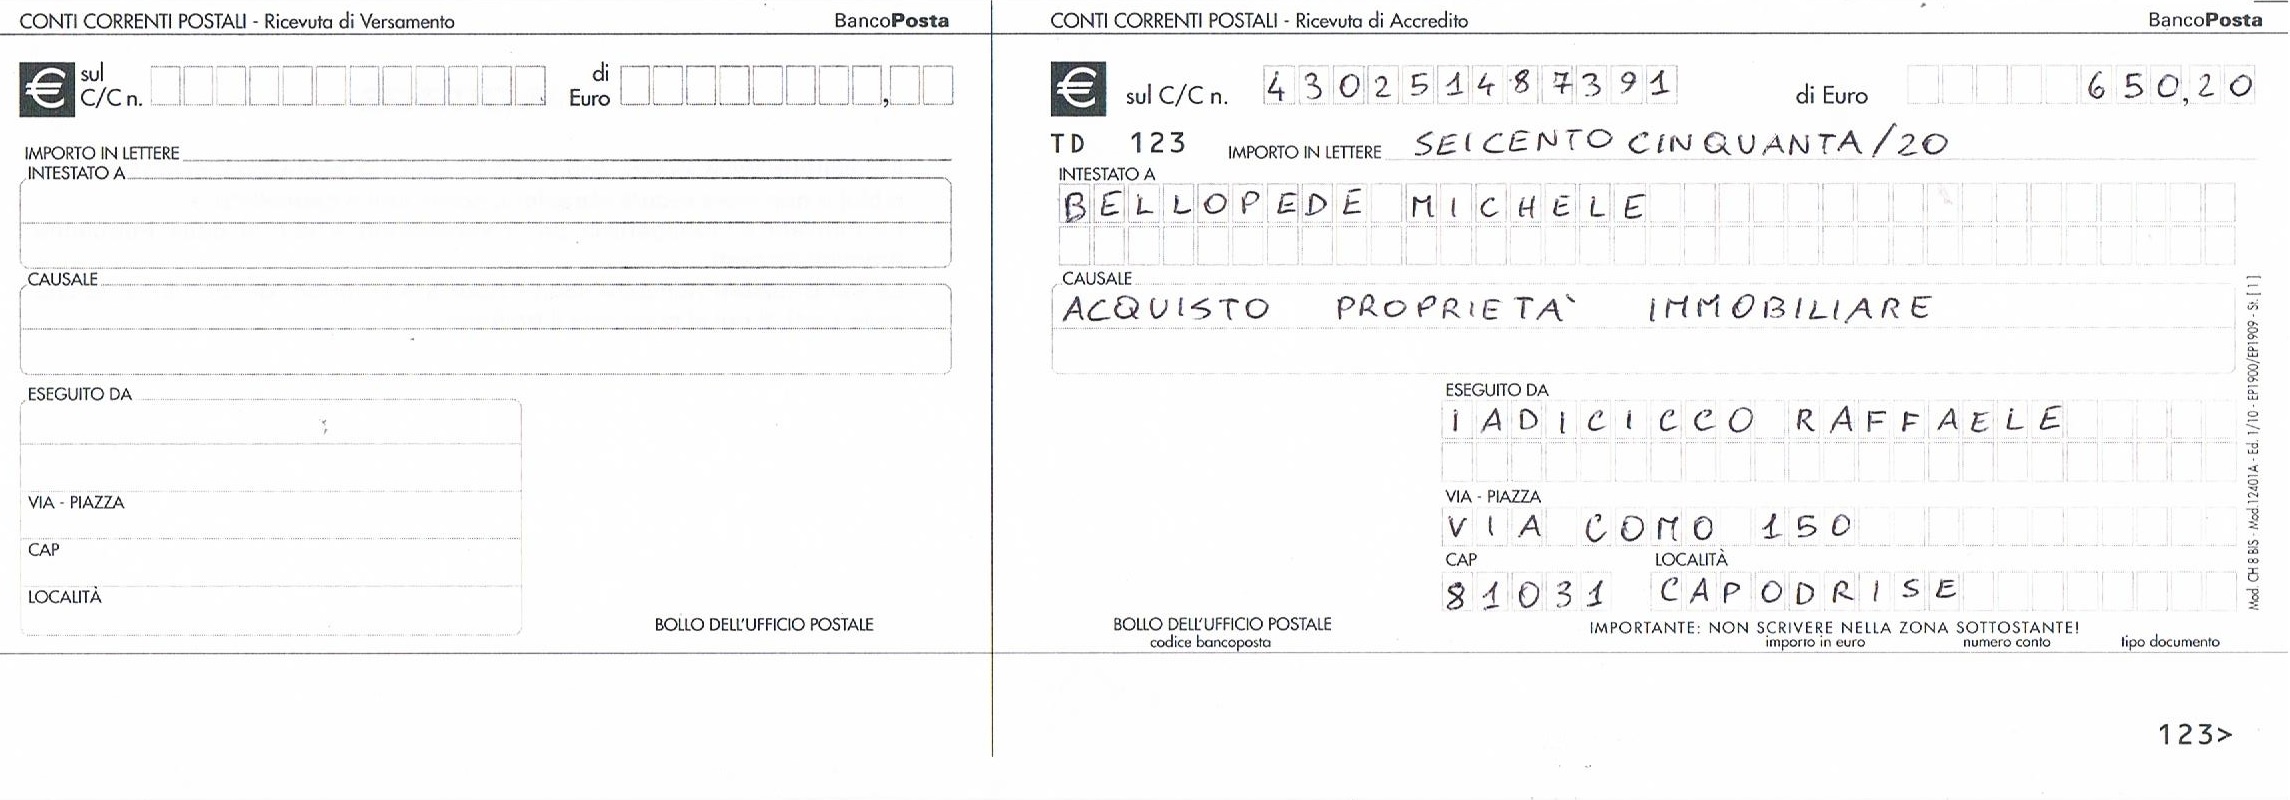 CONTI CORRENTI POSTALI - Ricevuta di Versamento BancoPosta
€ sul C/C n. di Euro ,
IMPORTO IN LETTERE
INTESTATO A
CAUSALE
ESEGUITO DA
VIA - PIAZZA
CAP
LOCALITÀ
BOLLO DELL'UFFICIO POSTALE
CONTI CORRENTI POSTALI - Ricevuta di Accredito BancoPosta
€ sul C/C n. 430251487391 di Euro 650,20
TD 123 IMPORTO IN LETTERE SEICENTO CINQUANTA/20
INTESTATO A
BELLOPEDE MICHELE
CAUSALE
ACQUISTO PROPRIETA` IMMOBILIARE
ESEGUITO DA
IADICICCO RAFFAELE
VIA - PIAZZA
VIA COMO 150
CAP LOCALITÀ
81031 CAPODRISE
BOLLO DELL'UFFICIO POSTALE
codice bancoposta
IMPORTANTE: NON SCRIVERE NELLA ZONA SOTTOSTANTE!
importo in euro numero conto tipo documento
Mod. CH 8 BIS - Mod.12401A - Ed. 1/10 - EP1900/EP1909 - St. [1]
123>